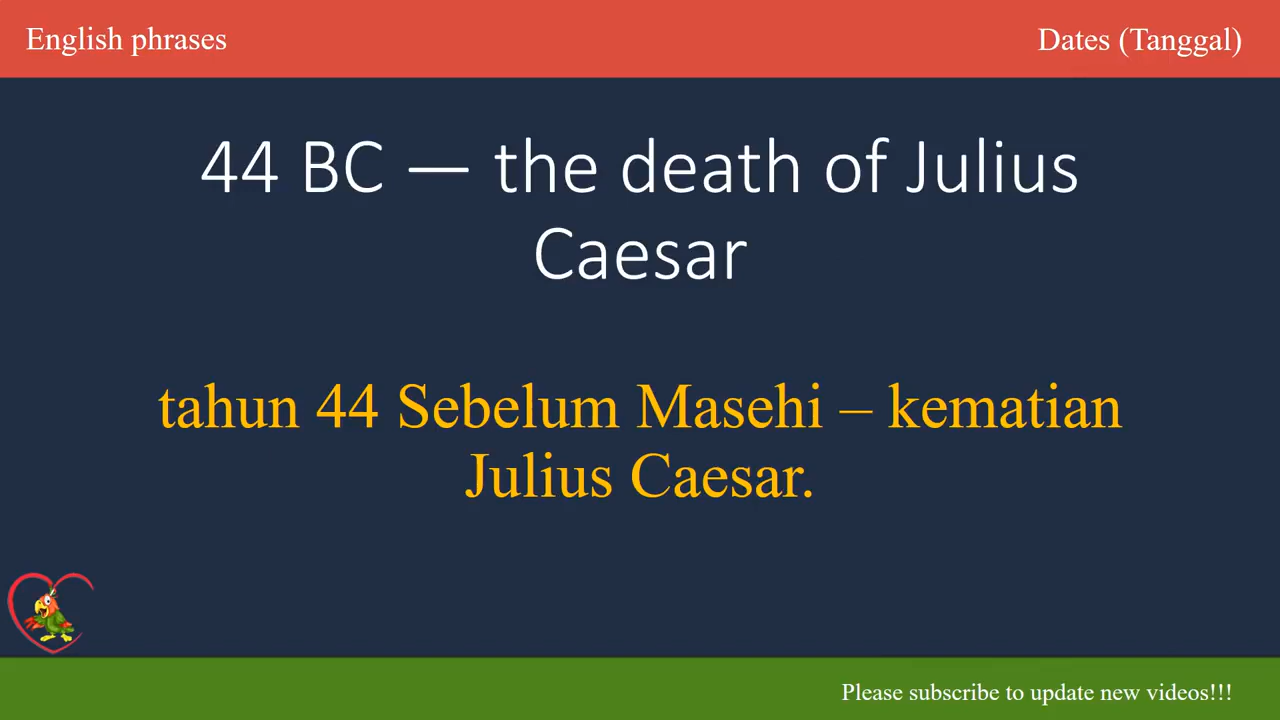 English phrases
Dates (Tanggal)
44 BC — the death of Julius
Caesar
tahun 44 Sebelum Masehi – kematian
Julius Caesar.
Please subscribe to update new videos!!!